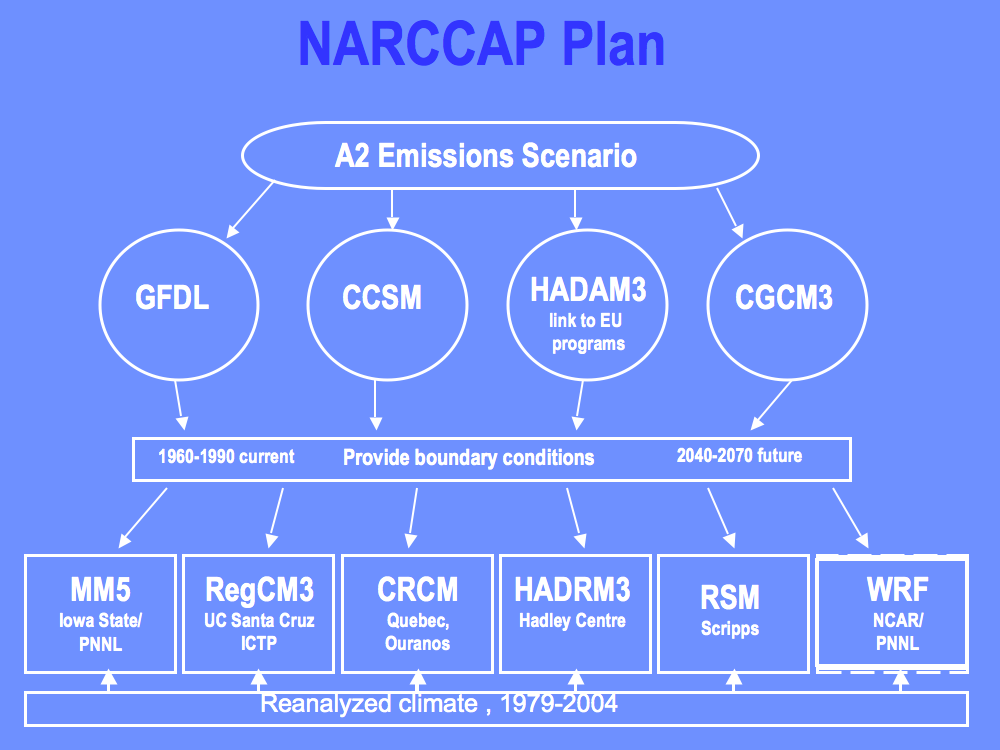 NARCCAP Plan
A2 Emissions Scenario
GFDL
CCSM
HADAM3
link to EU
programs
CGCM3
1960-1990 current
Provide boundary conditions
2040-2070 future
MM5
Iowa State/
PNNL
RegCM3
UC Santa Cruz
ICTP
CRCM
Quebec,
Ouranos
HADRM3
Hadley Centre
RSM
Scripps
WRF
NCAR/
PNNL
Reanalyzed climate , 1979-2004